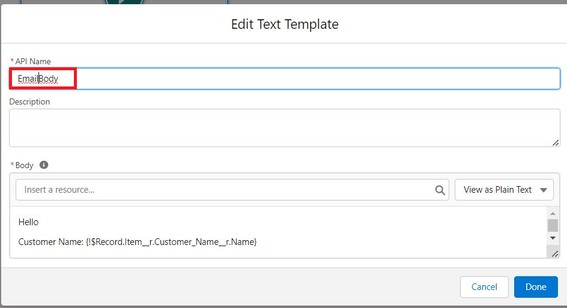 Edit Text Template
* API Name
EmailBody
Description
* Body
Insert a resource...
View as Plain Text
Hello
Customer Name: {!$Record.Item__r.Customer_Name__r.Name}
Cancel
Done